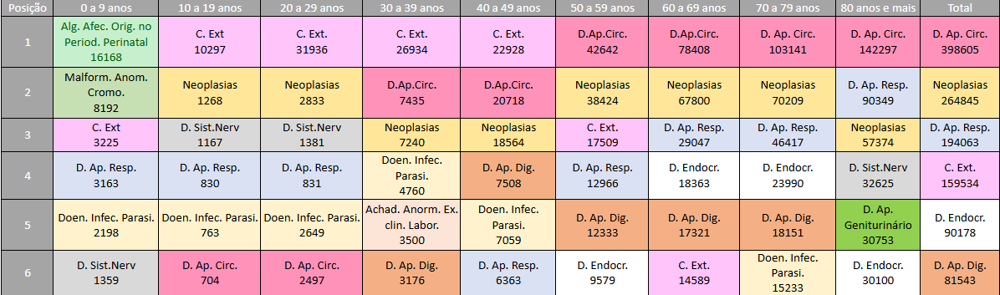 Posição 0 a 9 anos 10 a 19 anos 20 a 29 anos 30 a 39 anos 40 a 49 anos 50 a 59 anos 60 a 69 anos 70 a 79 anos 80 anos e mais Total
1
Alg. Afec. Orig. no
Period. Perinatal
16168
C. Ext
10297
C. Ext.
31936
C. Ext.
26934
C. Ext.
22928
D.Ap.Circ.
42642
D.Ap.Circ.
78408
D. Ap. Circ.
103141
D. Ap. Circ.
142297
D. Ap. Circ.
398605
2
Malform. Anom.
Cromo.
8192
Neoplasias
1268
Neoplasias
2833
D.Ap.Circ.
7435
D.Ap.Circ.
20718
Neoplasias
38424
Neoplasias
67800
Neoplasias
70209
D. Ap. Resp.
90349
Neoplasias
264845
3
C. Ext
3225
D. Sist.Nerv
1167
D. Sist.Nerv
1381
Neoplasias
7240
Neoplasias
18564
C. Ext.
17509
D. Ap. Resp.
29047
D. Ap. Resp.
46417
Neoplasias
57374
D. Ap. Resp.
194063
4
D. Ap. Resp.
3163
D. Ap. Resp.
830
D. Ap. Resp.
831
Doen. Infec.
Parasi.
4760
D. Ap. Dig.
7508
D. Ap. Resp.
12966
D. Endocr.
18363
D. Endocr.
23990
D. Sist.Nerv
32625
C. Ext.
159534
5
Doen. Infec. Parasi.
2198
Doen. Infec. Parasi.
763
Doen. Infec. Parasi.
2649
Achad. Anorm. Ex.
clin. Labor.
3500
Doen. Infec.
Parasi.
7059
D. Ap. Dig.
12333
D. Ap. Dig.
17321
D. Ap. Dig.
18151
D. Ap.
Geniturinário
30753
D. Endocr.
90178
6
D. Sist.Nerv
1359
D. Ap. Circ.
704
D. Ap. Circ.
2497
D. Ap. Dig.
3176
D. Ap. Resp.
6363
D. Endocr.
9579
C. Ext.
14589
Doen. Infec.
Parasi.
15233
D. Endocr.
30100
D. Ap. Dig.
81543